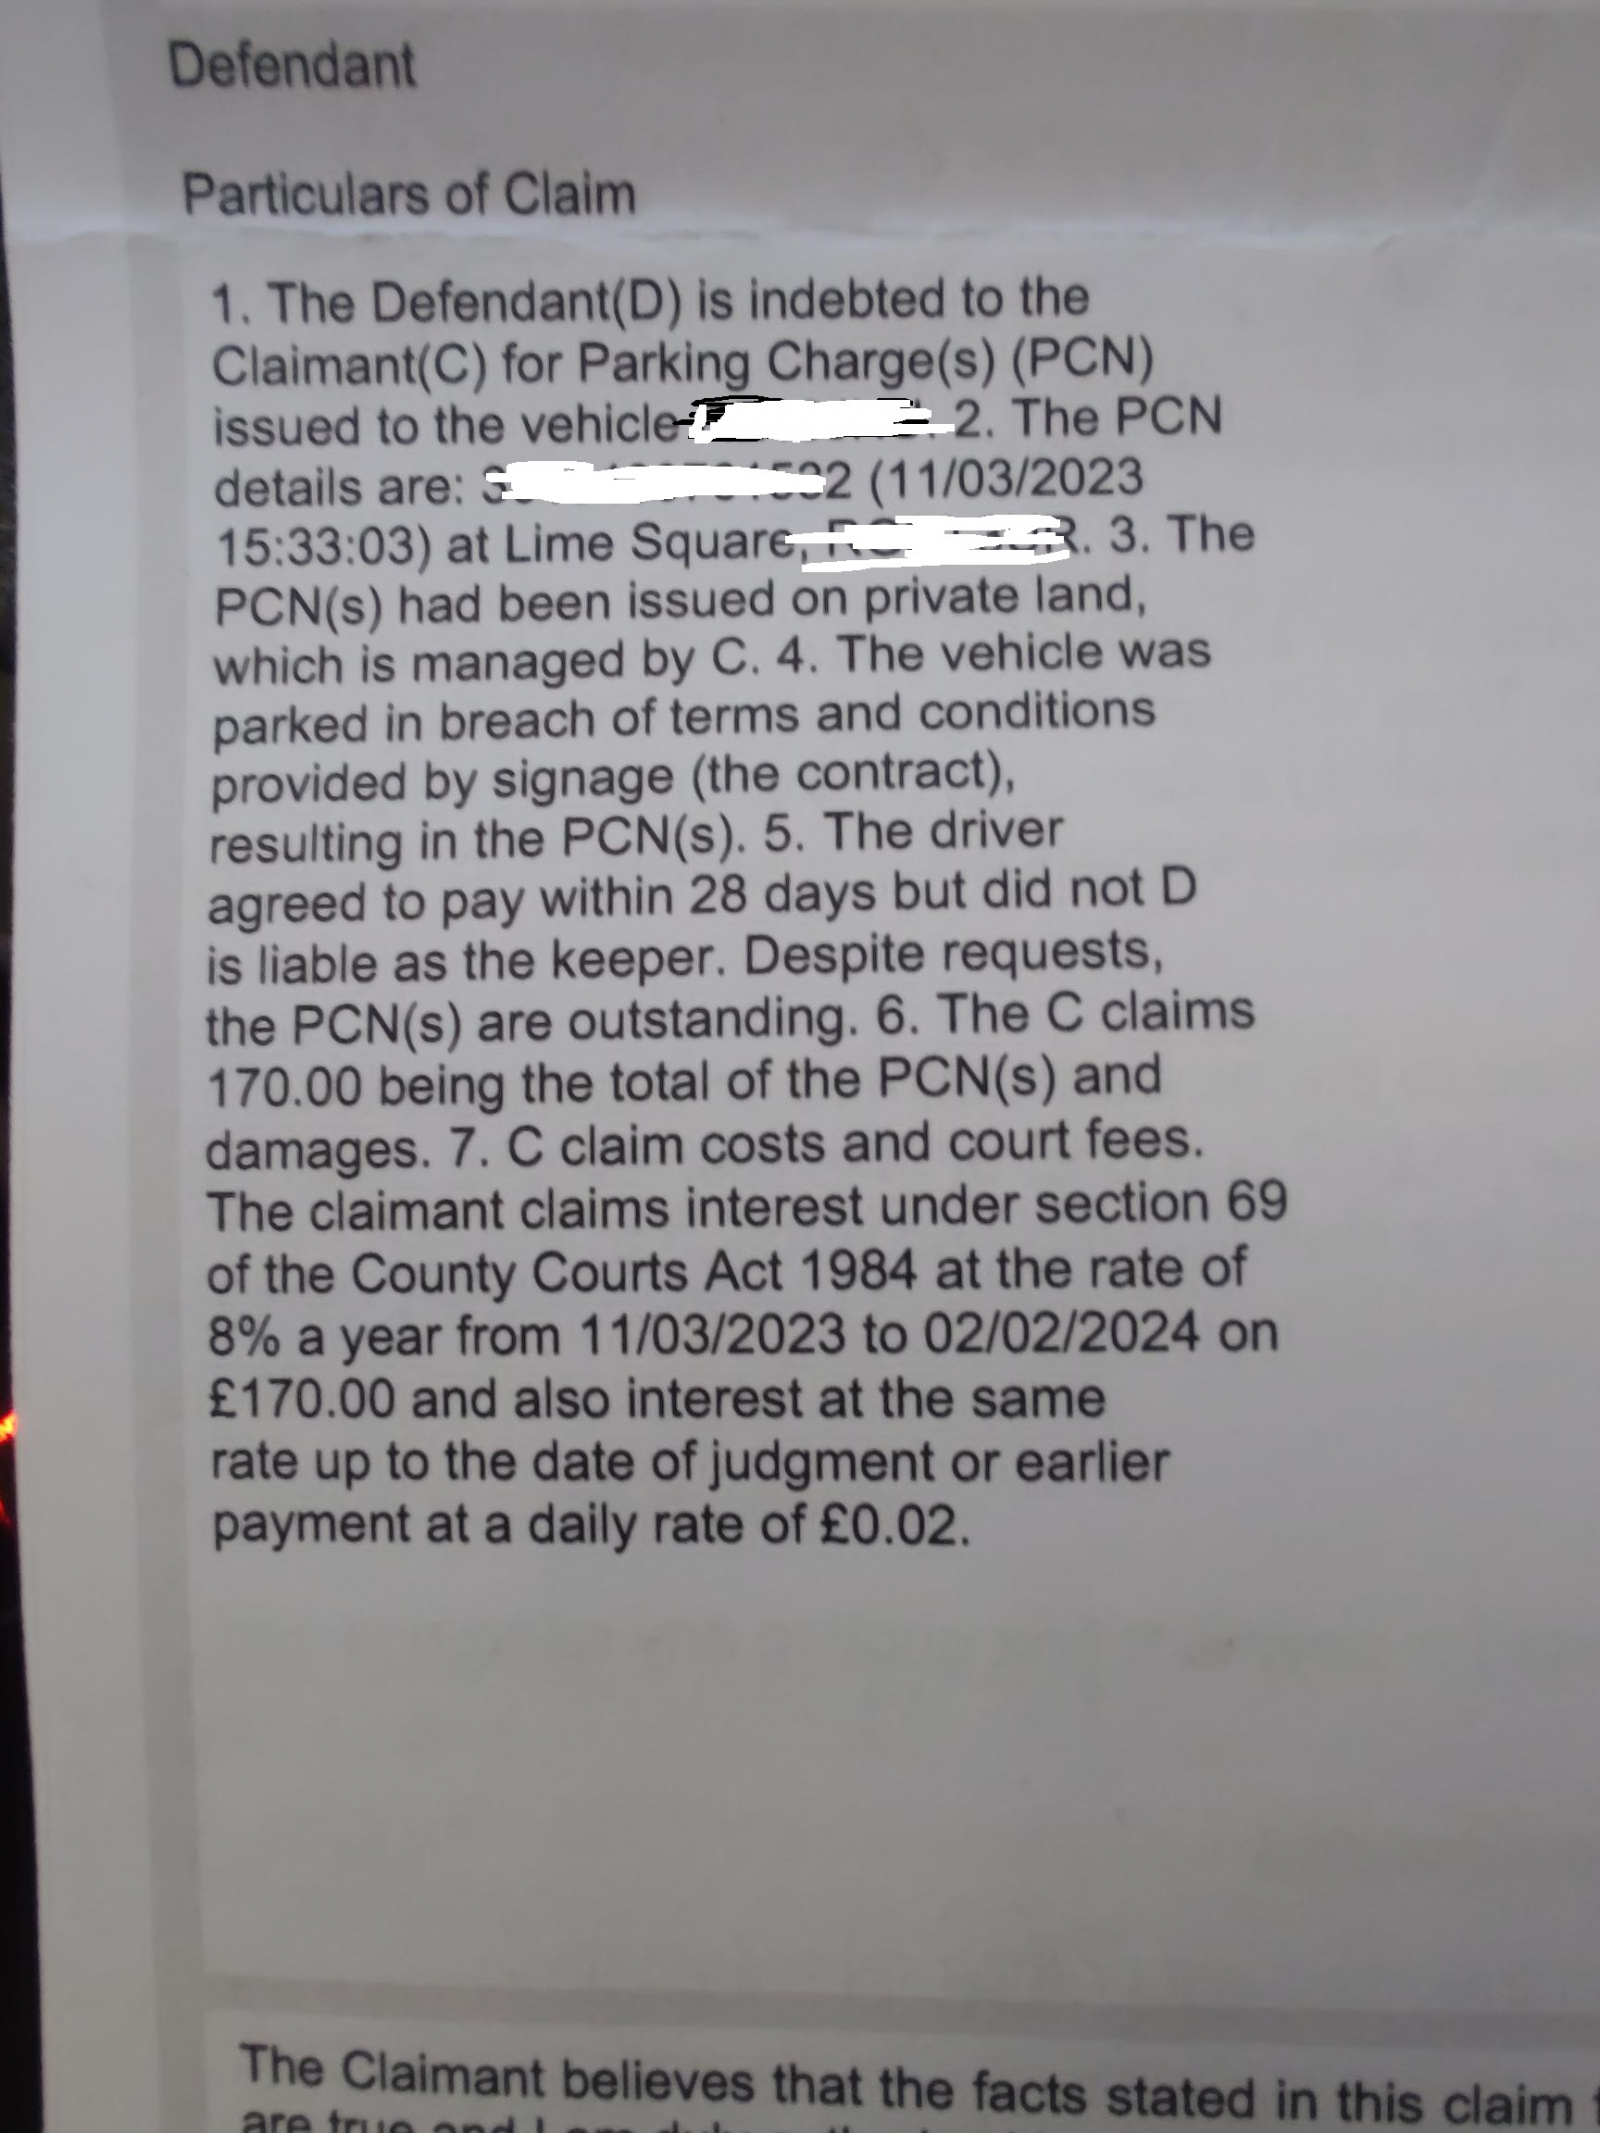 Defendant
Particulars of Claim
1. The Defendant(D) is indebted to the
Claimant(C) for Parking Charge(s) (PCN)
issued to the vehicle 2. The PCN
details are: 2 (11/03/2023
15:33:03) at Lime Square, R. 3. The
PCN(s) had been issued on private land,
which is managed by C. 4. The vehicle was
parked in breach of terms and conditions
provided by signage (the contract),
resulting in the PCN(s). 5. The driver
agreed to pay within 28 days but did not D
is liable as the keeper. Despite requests,
the PCN(s) are outstanding. 6. The C claims
170.00 being the total of the PCN(s) and
damages. 7. C claim costs and court fees.
The claimant claims interest under section 69
of the County Courts Act 1984 at the rate of
8% a year from 11/03/2023 to 02/02/2024 on
£170.00 and also interest at the same
rate up to the date of judgment or earlier
payment at a daily rate of £0.02.
The Claimant believes that the facts stated in this claim
are true and I am